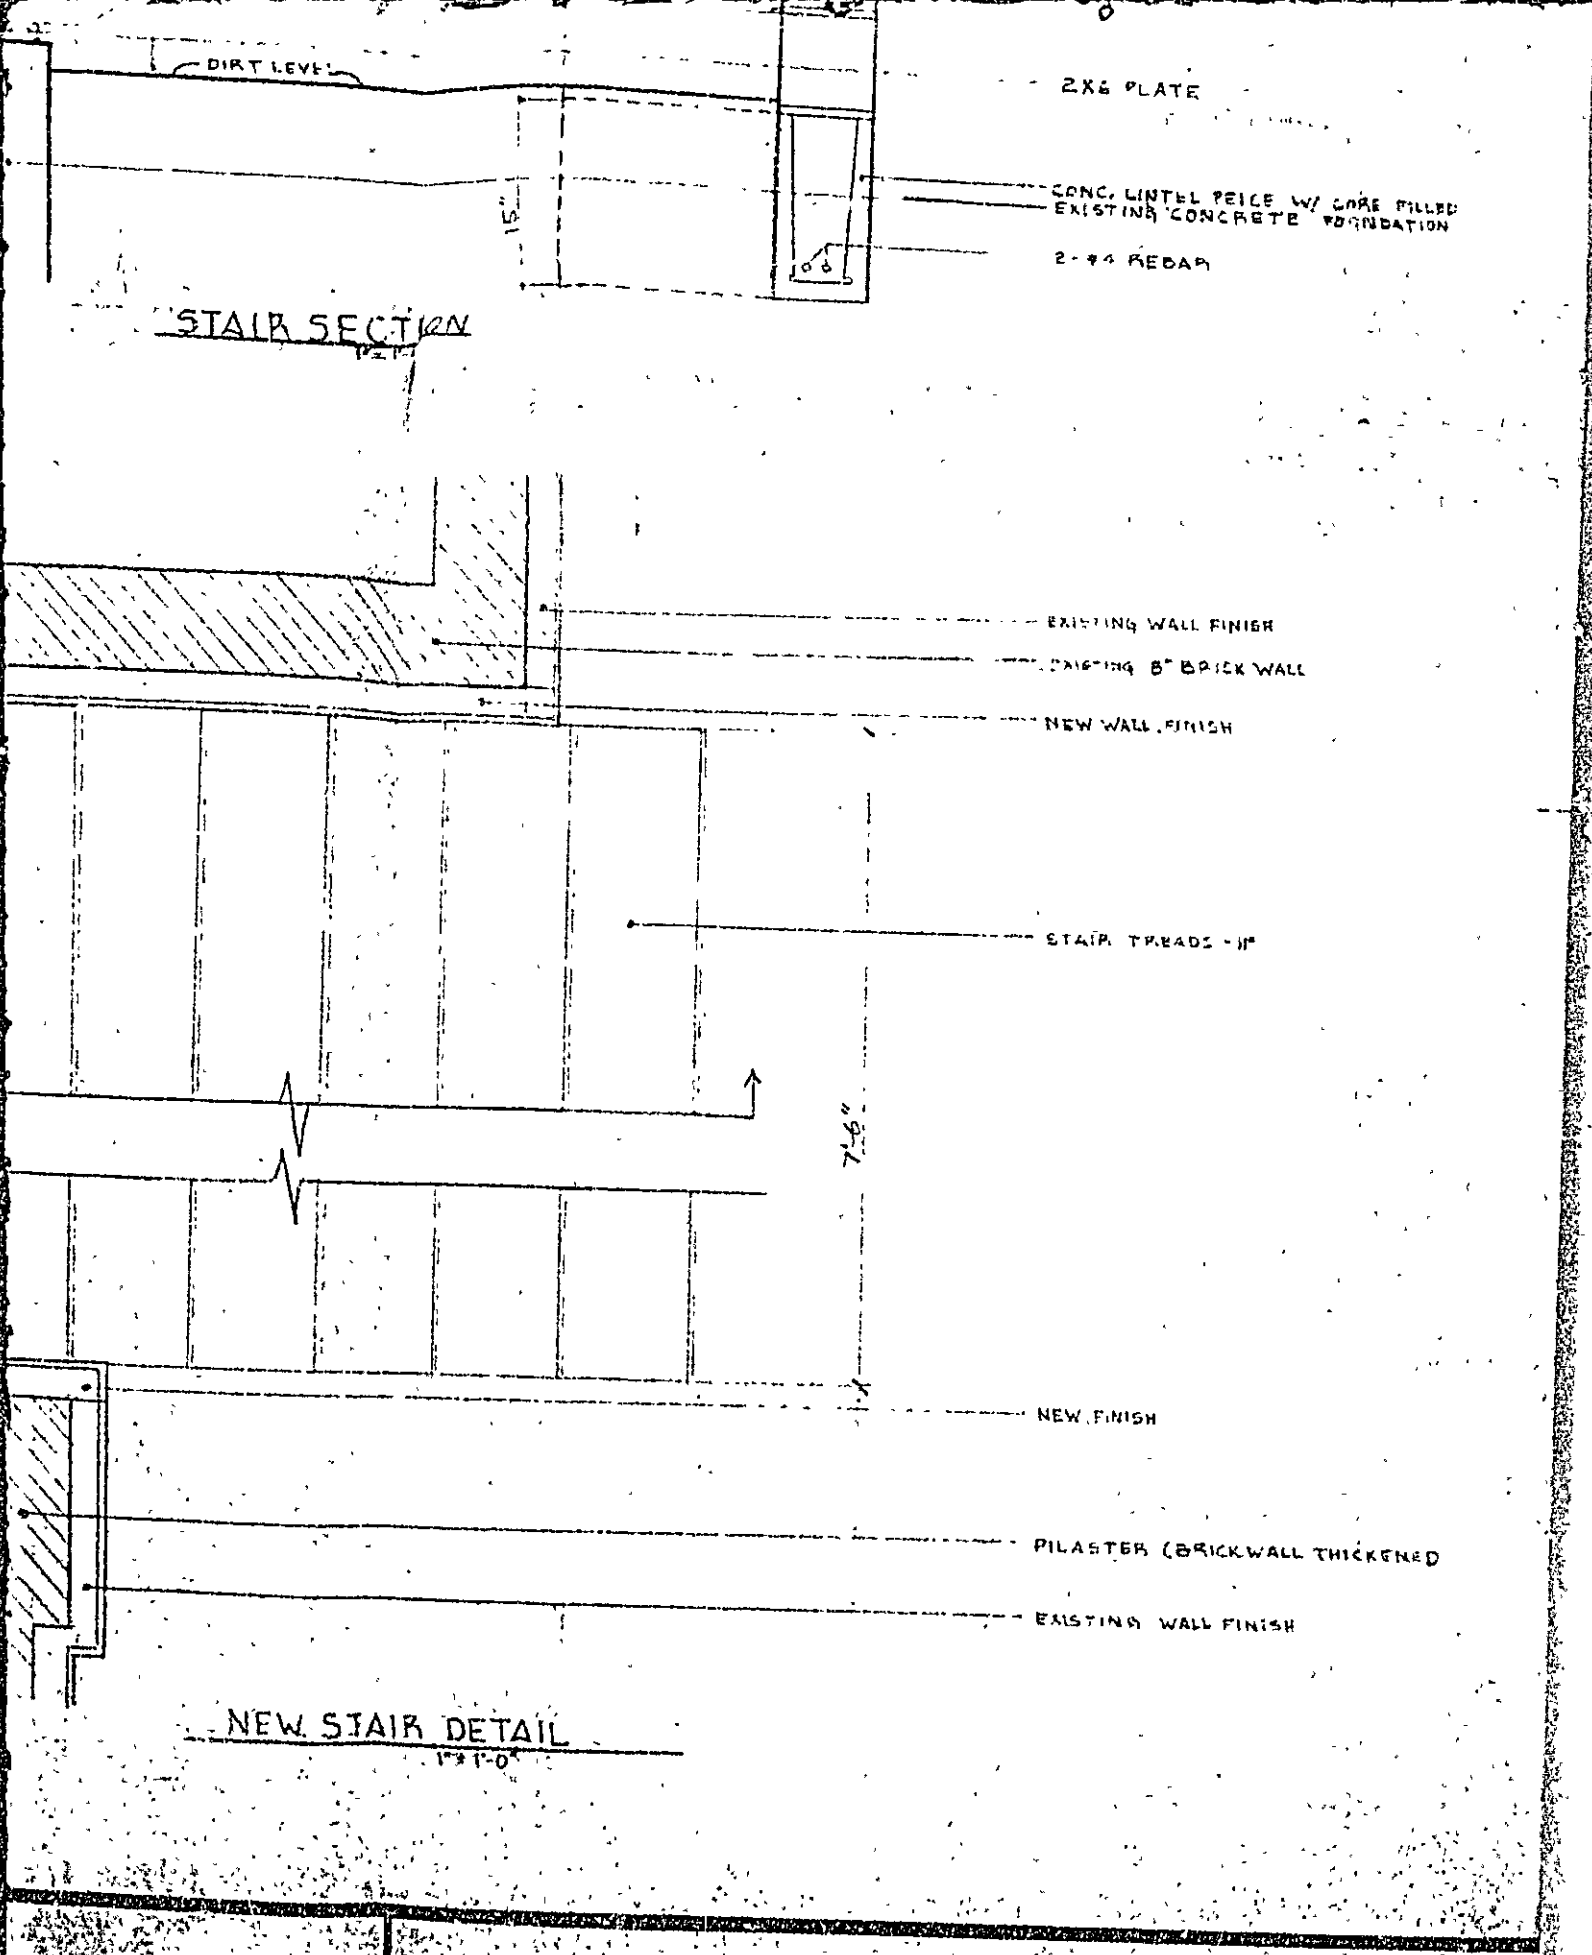 DIRT LEVEL
2X6 PLATE
CONC. LINTEL PEICE W/ CORE FILLED
EXISTING CONCRETE FOUNDATION
15"
2-#4 REBAR
STAIR SECTION
EXISTING WALL FINISH
EXISTING 8" BRICK WALL
NEW WALL FINISH
STAIR TREADS - 11"
7'-6"
NEW FINISH
PILASTER (BRICKWALL THICKENED
EXISTING WALL FINISH
NEW STAIR DETAIL
1"=1'-0"